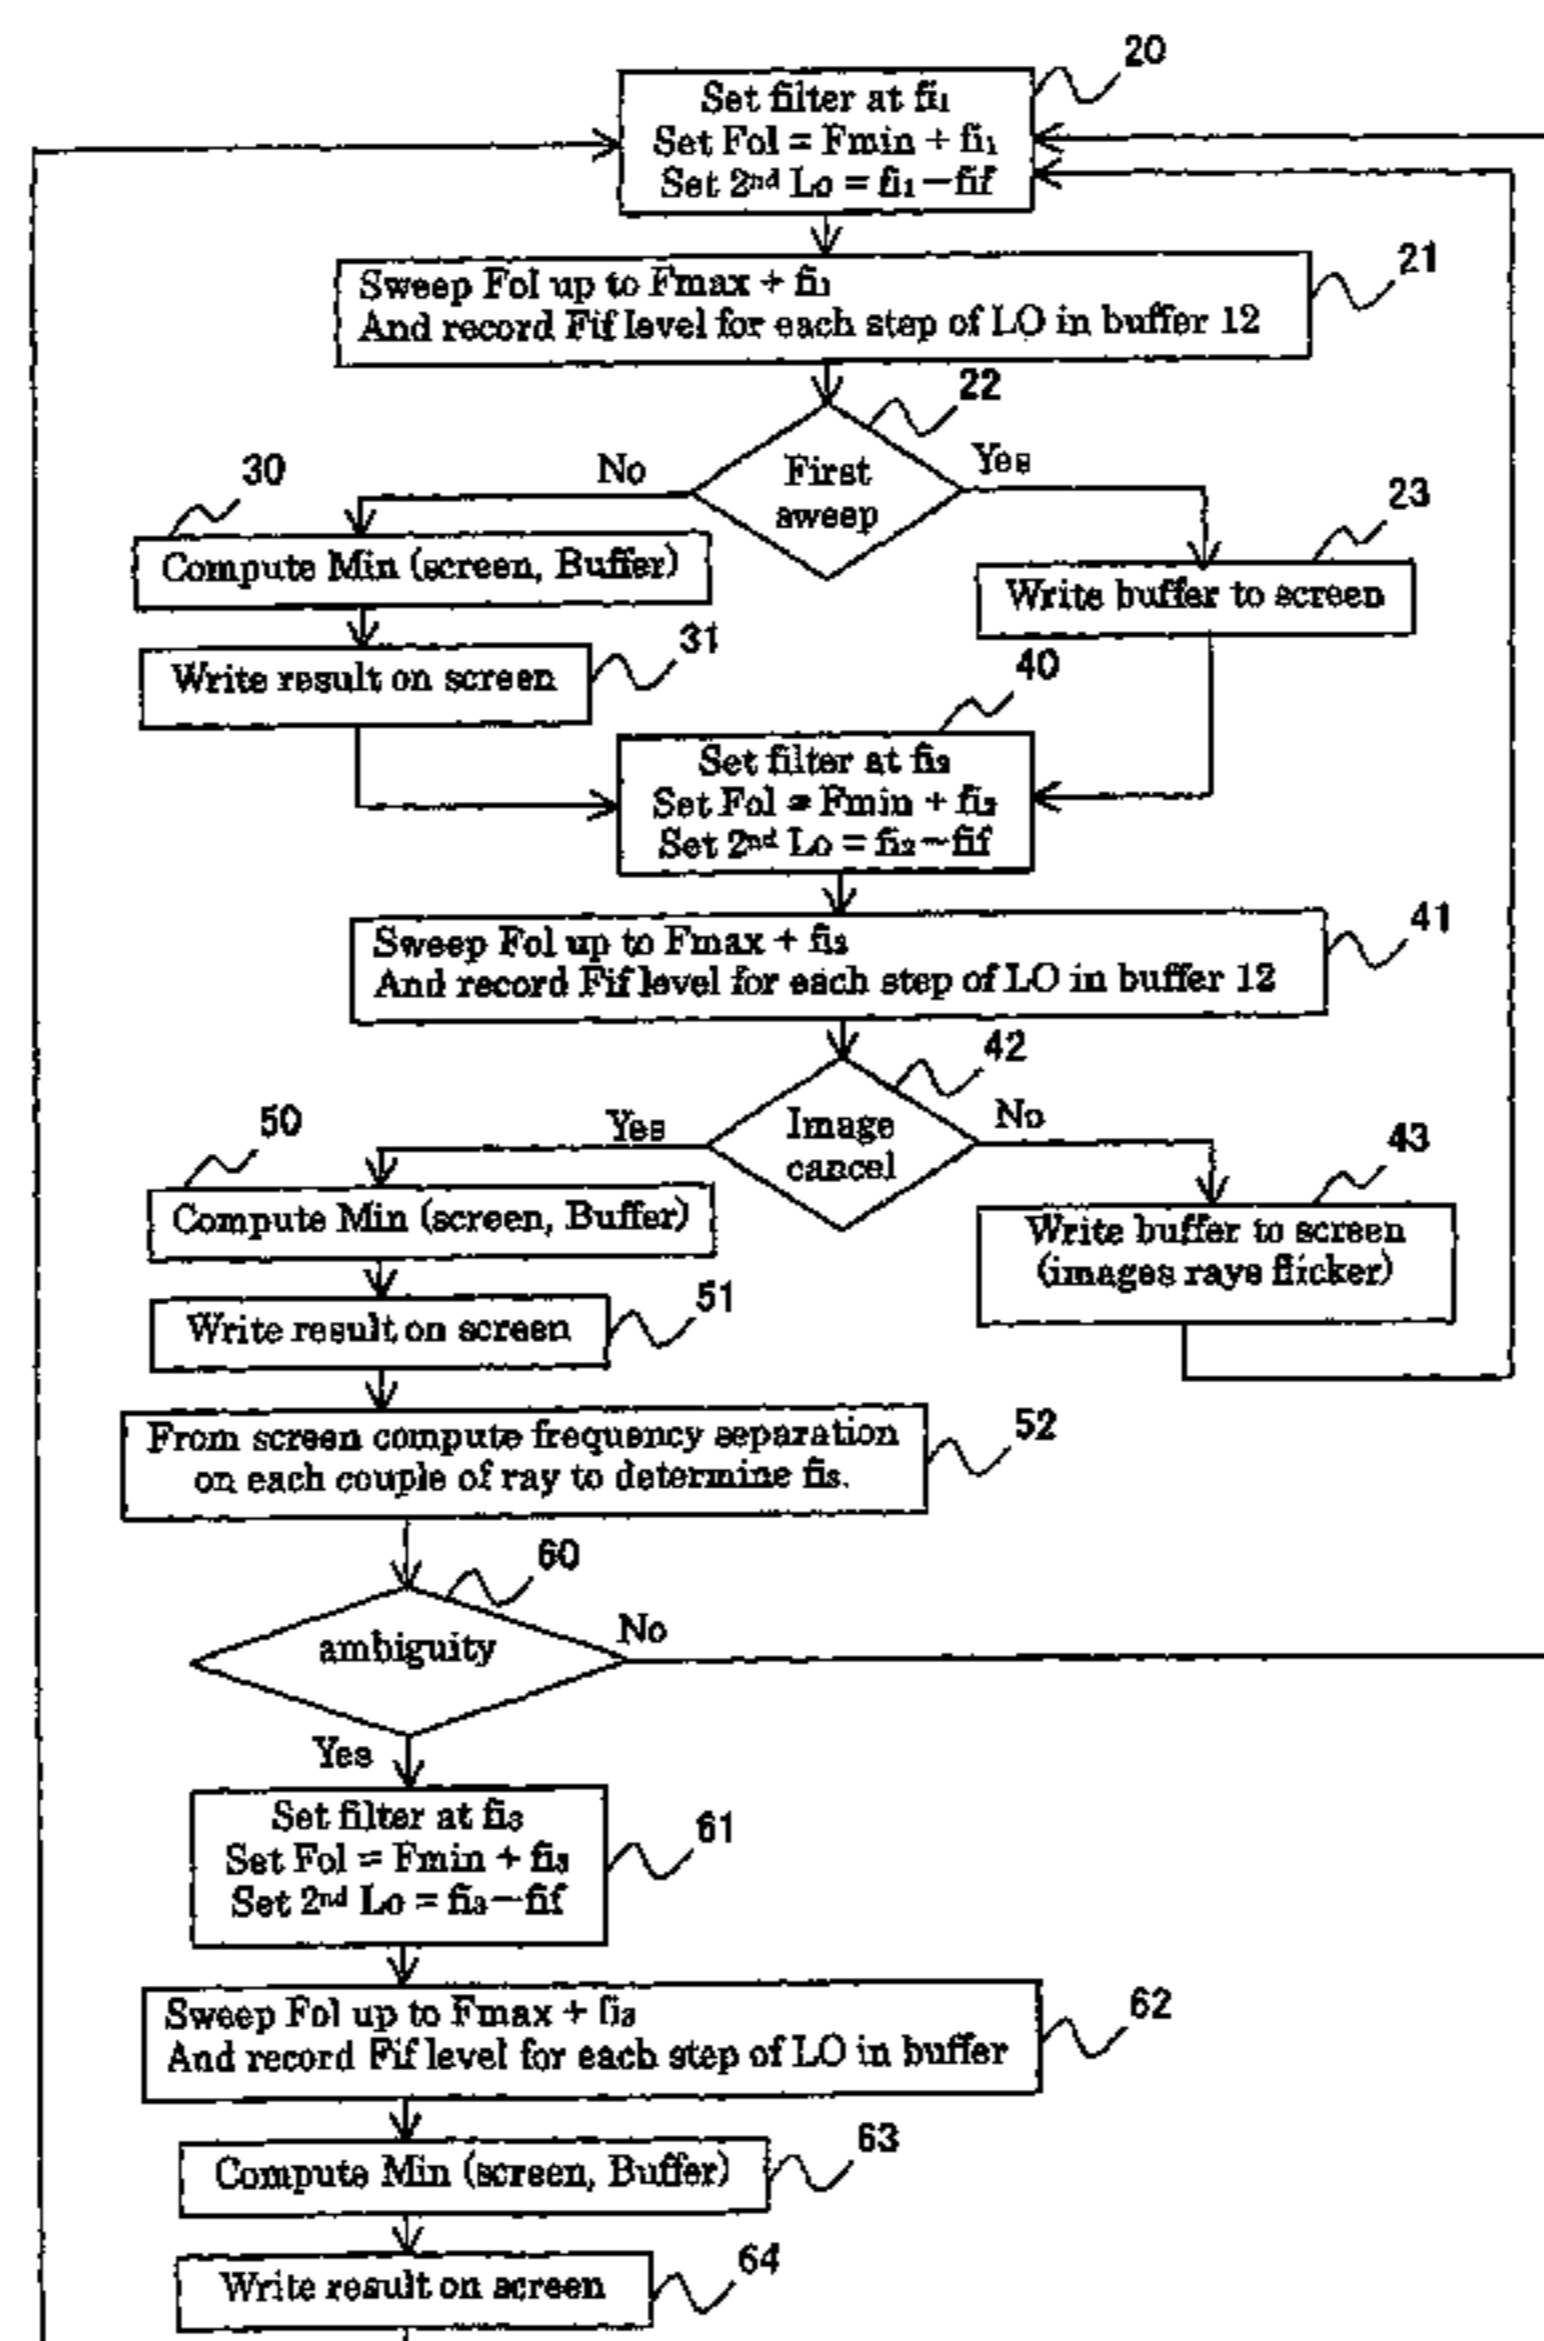 20
Set filter at fi1
Set Fol = Fmin + fi1
Set 2nd Lo = fi1−fif
21
Sweep Fol up to Fmax + fi1
And record Fif level for each step of LO in buffer 12
22
First
sweep
No
Yes
30
Compute Min (screen, Buffer)
23
Write buffer to screen
31
Write result on screen
40
Set filter at fi2
Set Fol = Fmin + fi2
Set 2nd Lo = fi2−fif
41
Sweep Fol up to Fmax + fi2
And record Fif level for each step of LO in buffer 12
42
Image
cancel
Yes
No
50
Compute Min (screen, Buffer)
43
Write buffer to screen
(images rays flicker)
51
Write result on screen
52
From screen compute frequency separation
on each couple of ray to determine fi3.
60
ambiguity
No
Yes
61
Set filter at fi3
Set Fol = Fmin + fi3
Set 2nd Lo = fi3−fif
62
Sweep Fol up to Fmax + fi3
And record Fif level for each step of LO in buffer
63
Compute Min (screen, Buffer)
64
Write result on screen